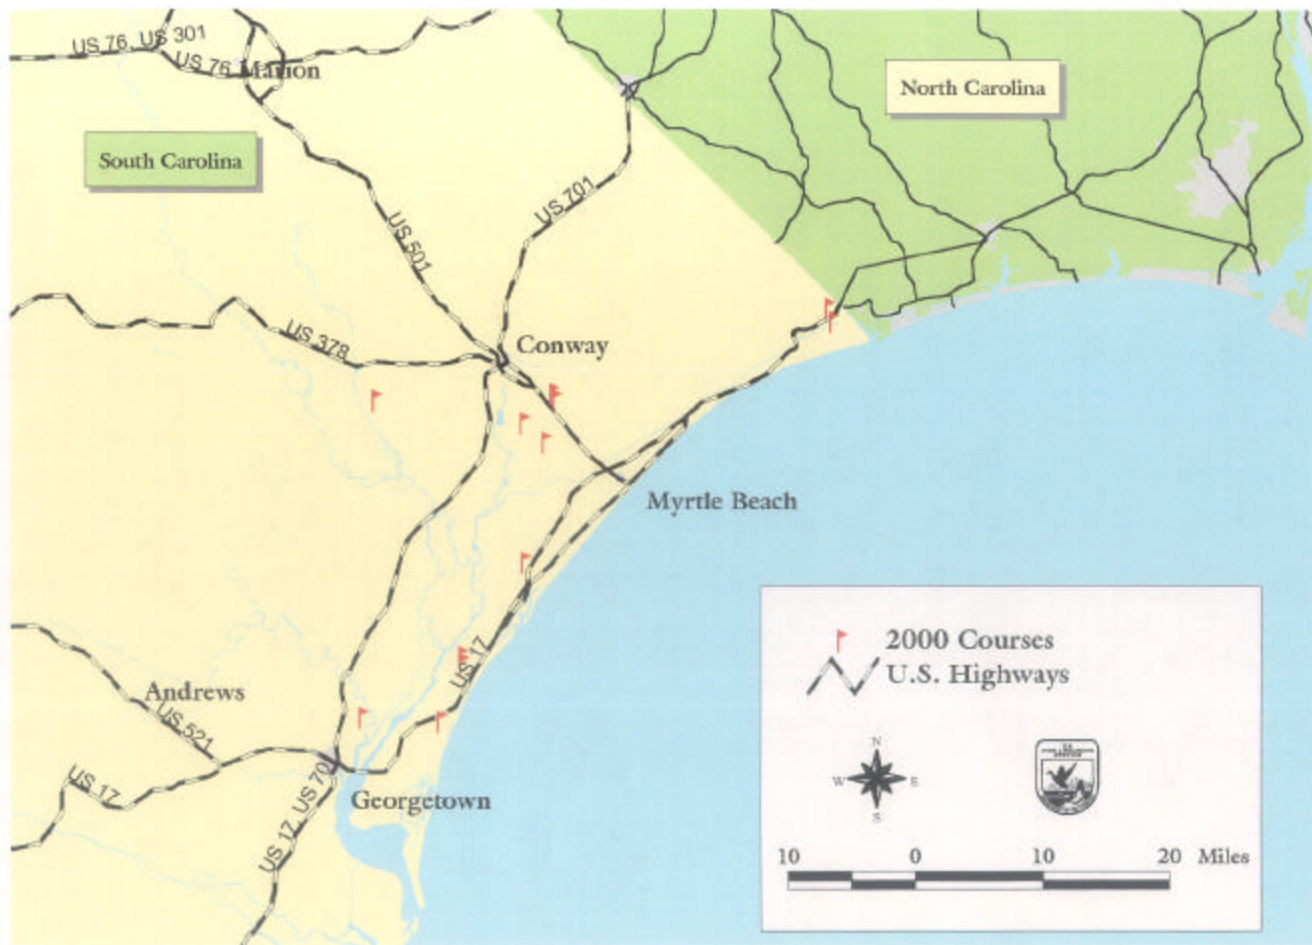 US 76, US 301
US 76
Marion
North Carolina
South Carolina
US 701
US 501
US 378
Conway
Myrtle Beach
US 17
Andrews
US 521
US 17
US 17, US 70
Georgetown
2000 Courses
U.S. Highways
N
W
E
S
10
0
10
20
Miles